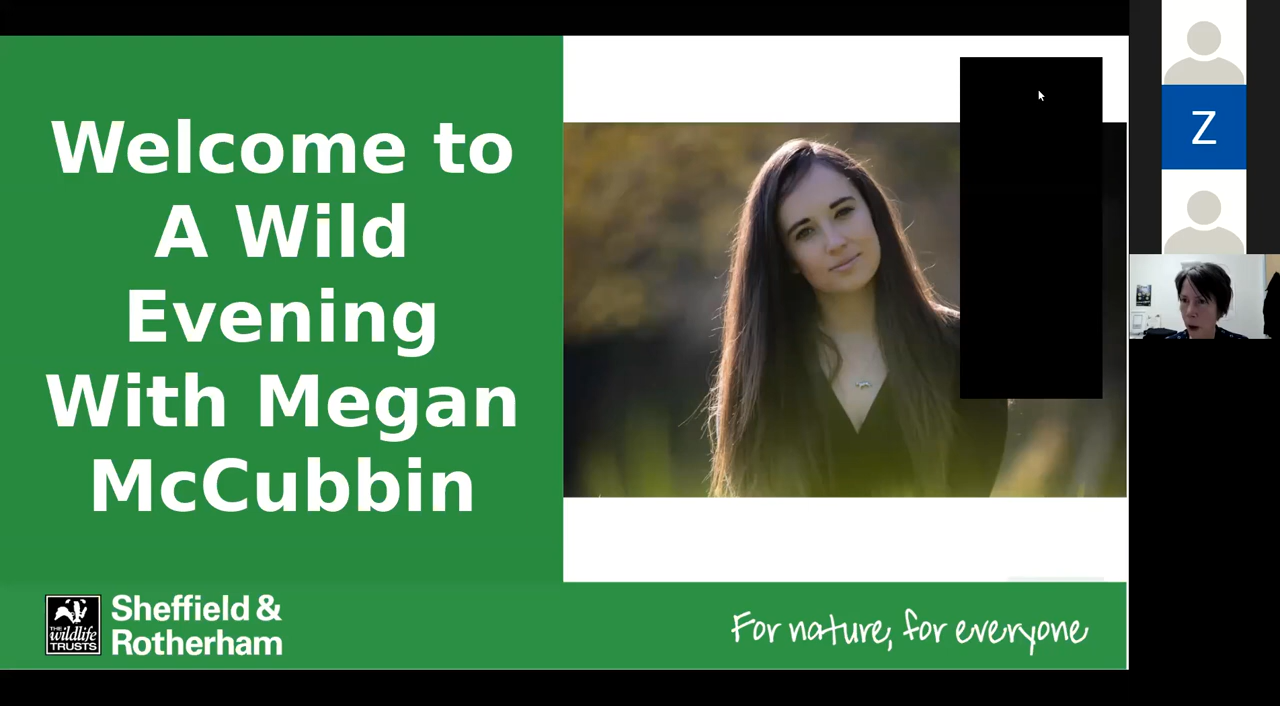 Welcome to
A Wild
Evening
With Megan
McCubbin
Z
THE
wildlife
TRUSTS
Sheffield &
Rotherham
For nature, for everyone